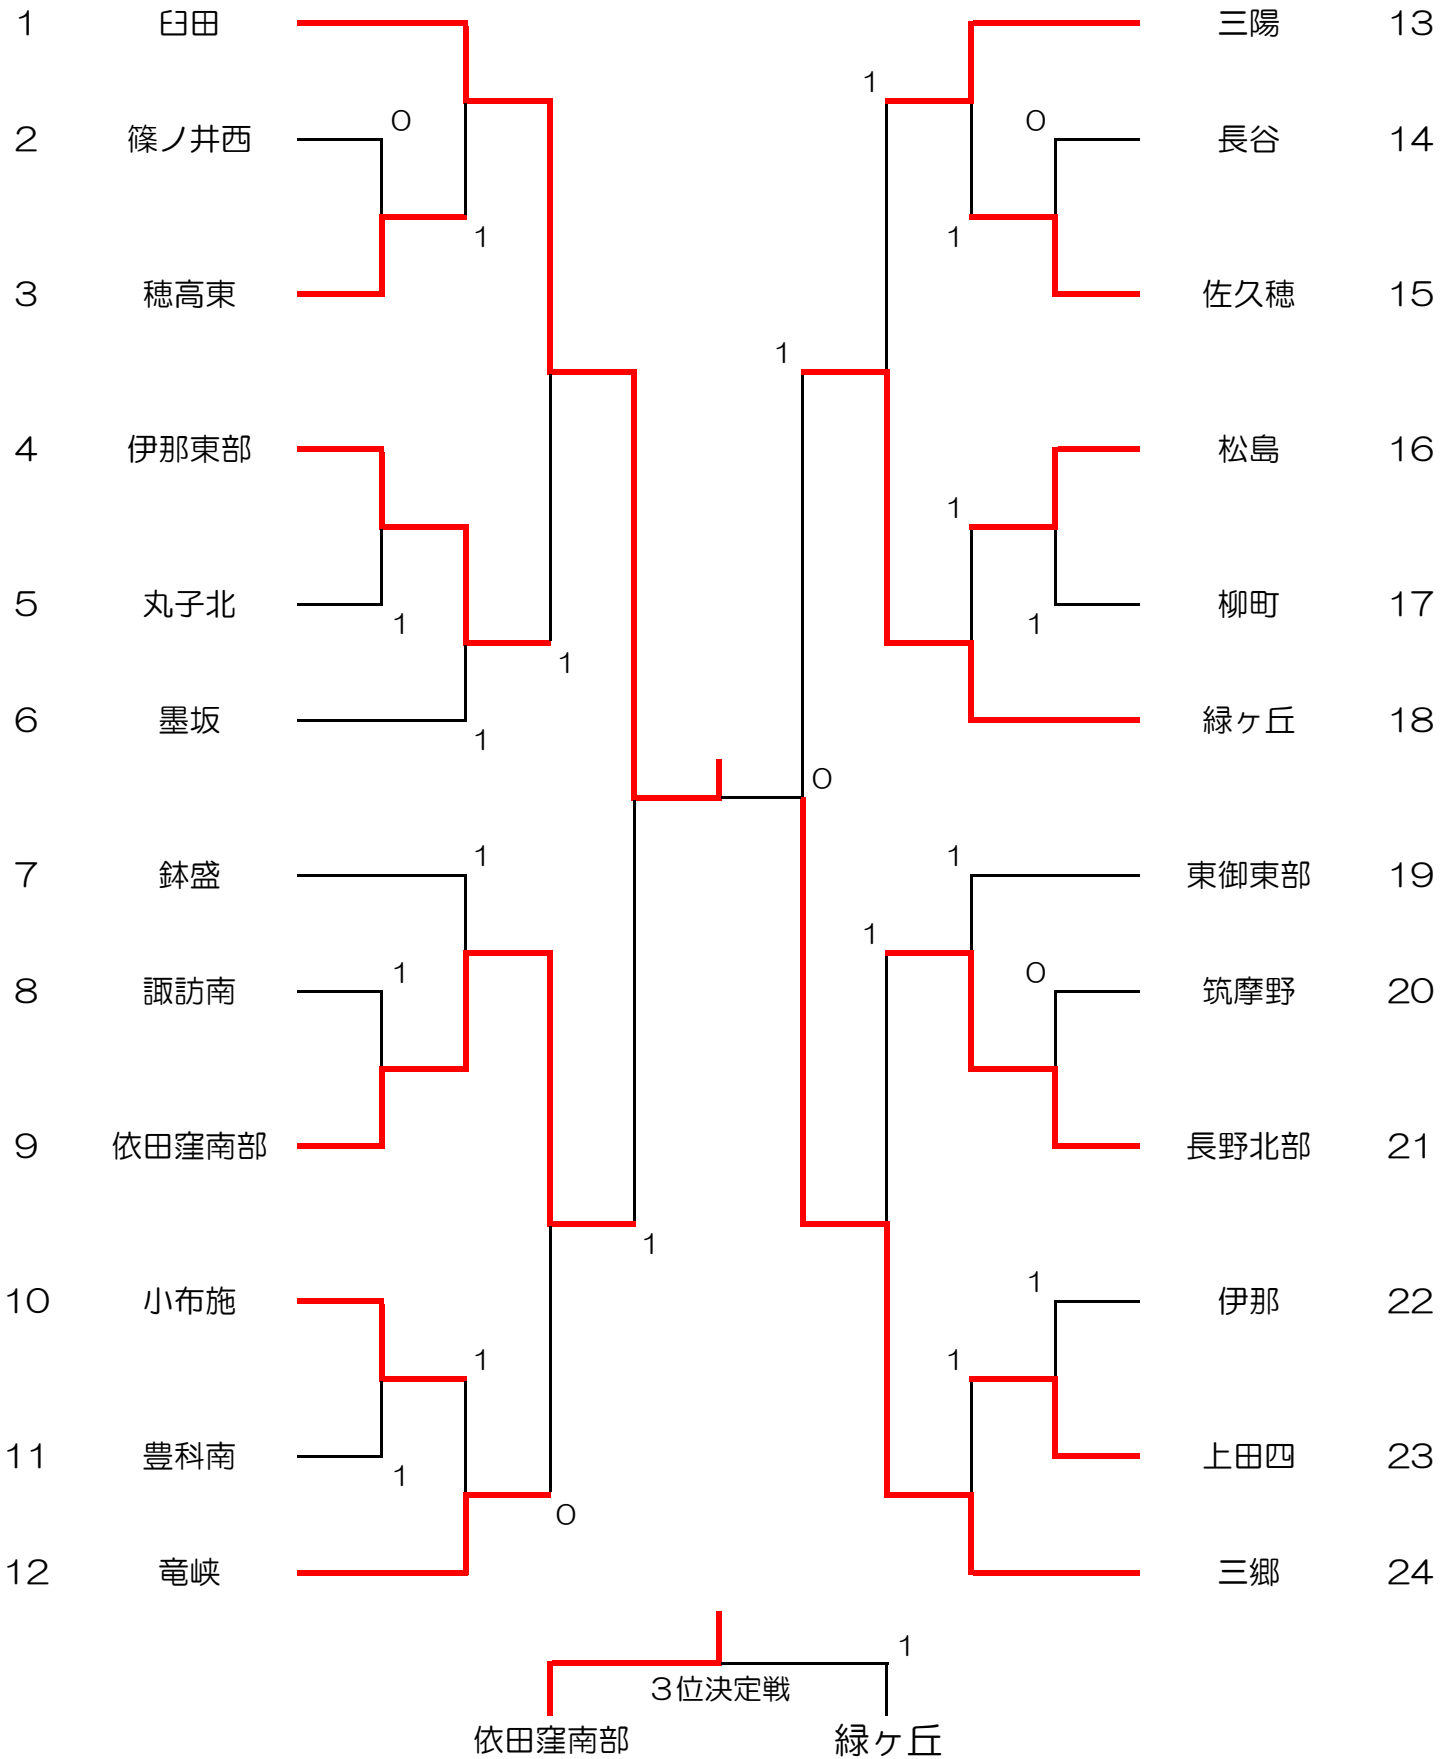 1 臼田 三陽 13
1
2 篠ノ井西 0 0 長谷 14
1 1
3 穂高東 佐久穂 15
1
4 伊那東部 松島 16
1
5 丸子北 柳町 17
1 1
1
6 墨坂 緑ヶ丘 18
1
0
7 鉢盛 1 1 東御東部 19
1
8 諏訪南 1 0 筑摩野 20
9 依田窪南部 長野北部 21
1
10 小布施 1 伊那 22
1 1
11 豊科南 上田四 23
1
0
12 竜峡 三郷 24
1
3位決定戦
依田窪南部 緑ヶ丘